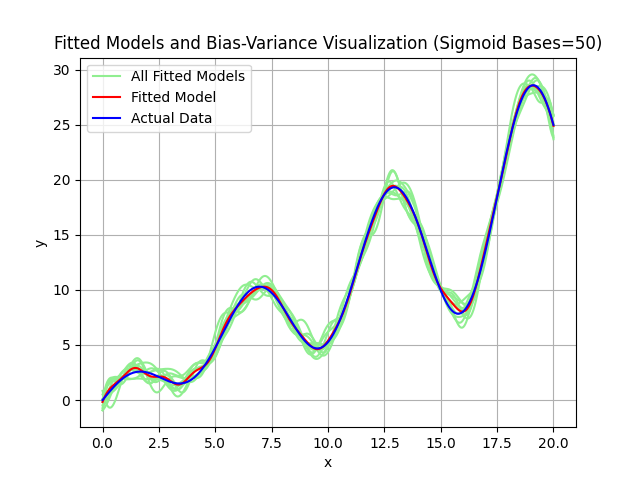 Fitted Models and Bias-Variance Visualization (Sigmoid Bases=50)
All Fitted Models
Fitted Model
Actual Data
30
25
20
15
10
5
0
y
0.0 2.5 5.0 7.5 10.0 12.5 15.0 17.5 20.0
x